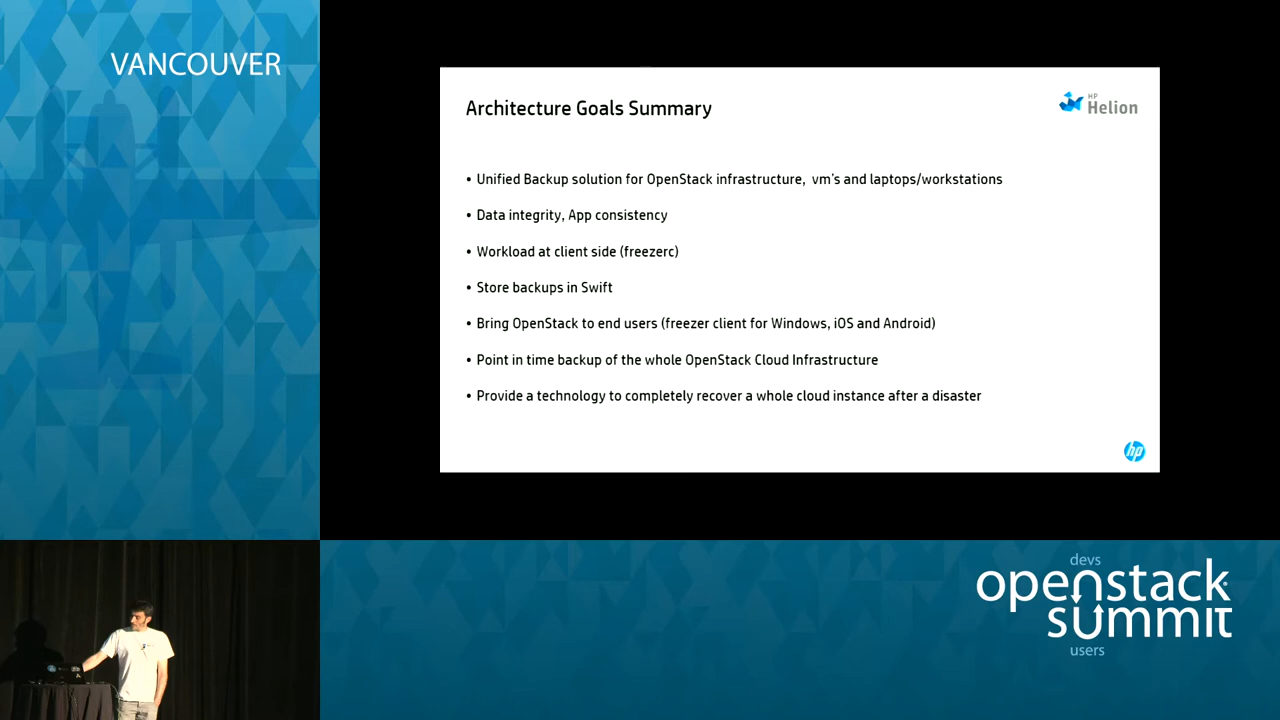 VANCOUVER
Architecture Goals Summary
HP
Helion
• Unified Backup solution for OpenStack infrastructure,  vm's and laptops/workstations
• Data integrity, App consistency
• Workload at client side (freezerc)
• Store backups in Swift
• Bring OpenStack to end users (freezer client for Windows, iOS and Android)
• Point in time backup of the whole OpenStack Cloud Infrastructure
• Provide a technology to completely recover a whole cloud instance after a disaster
hp
devs
openstack
summit
users